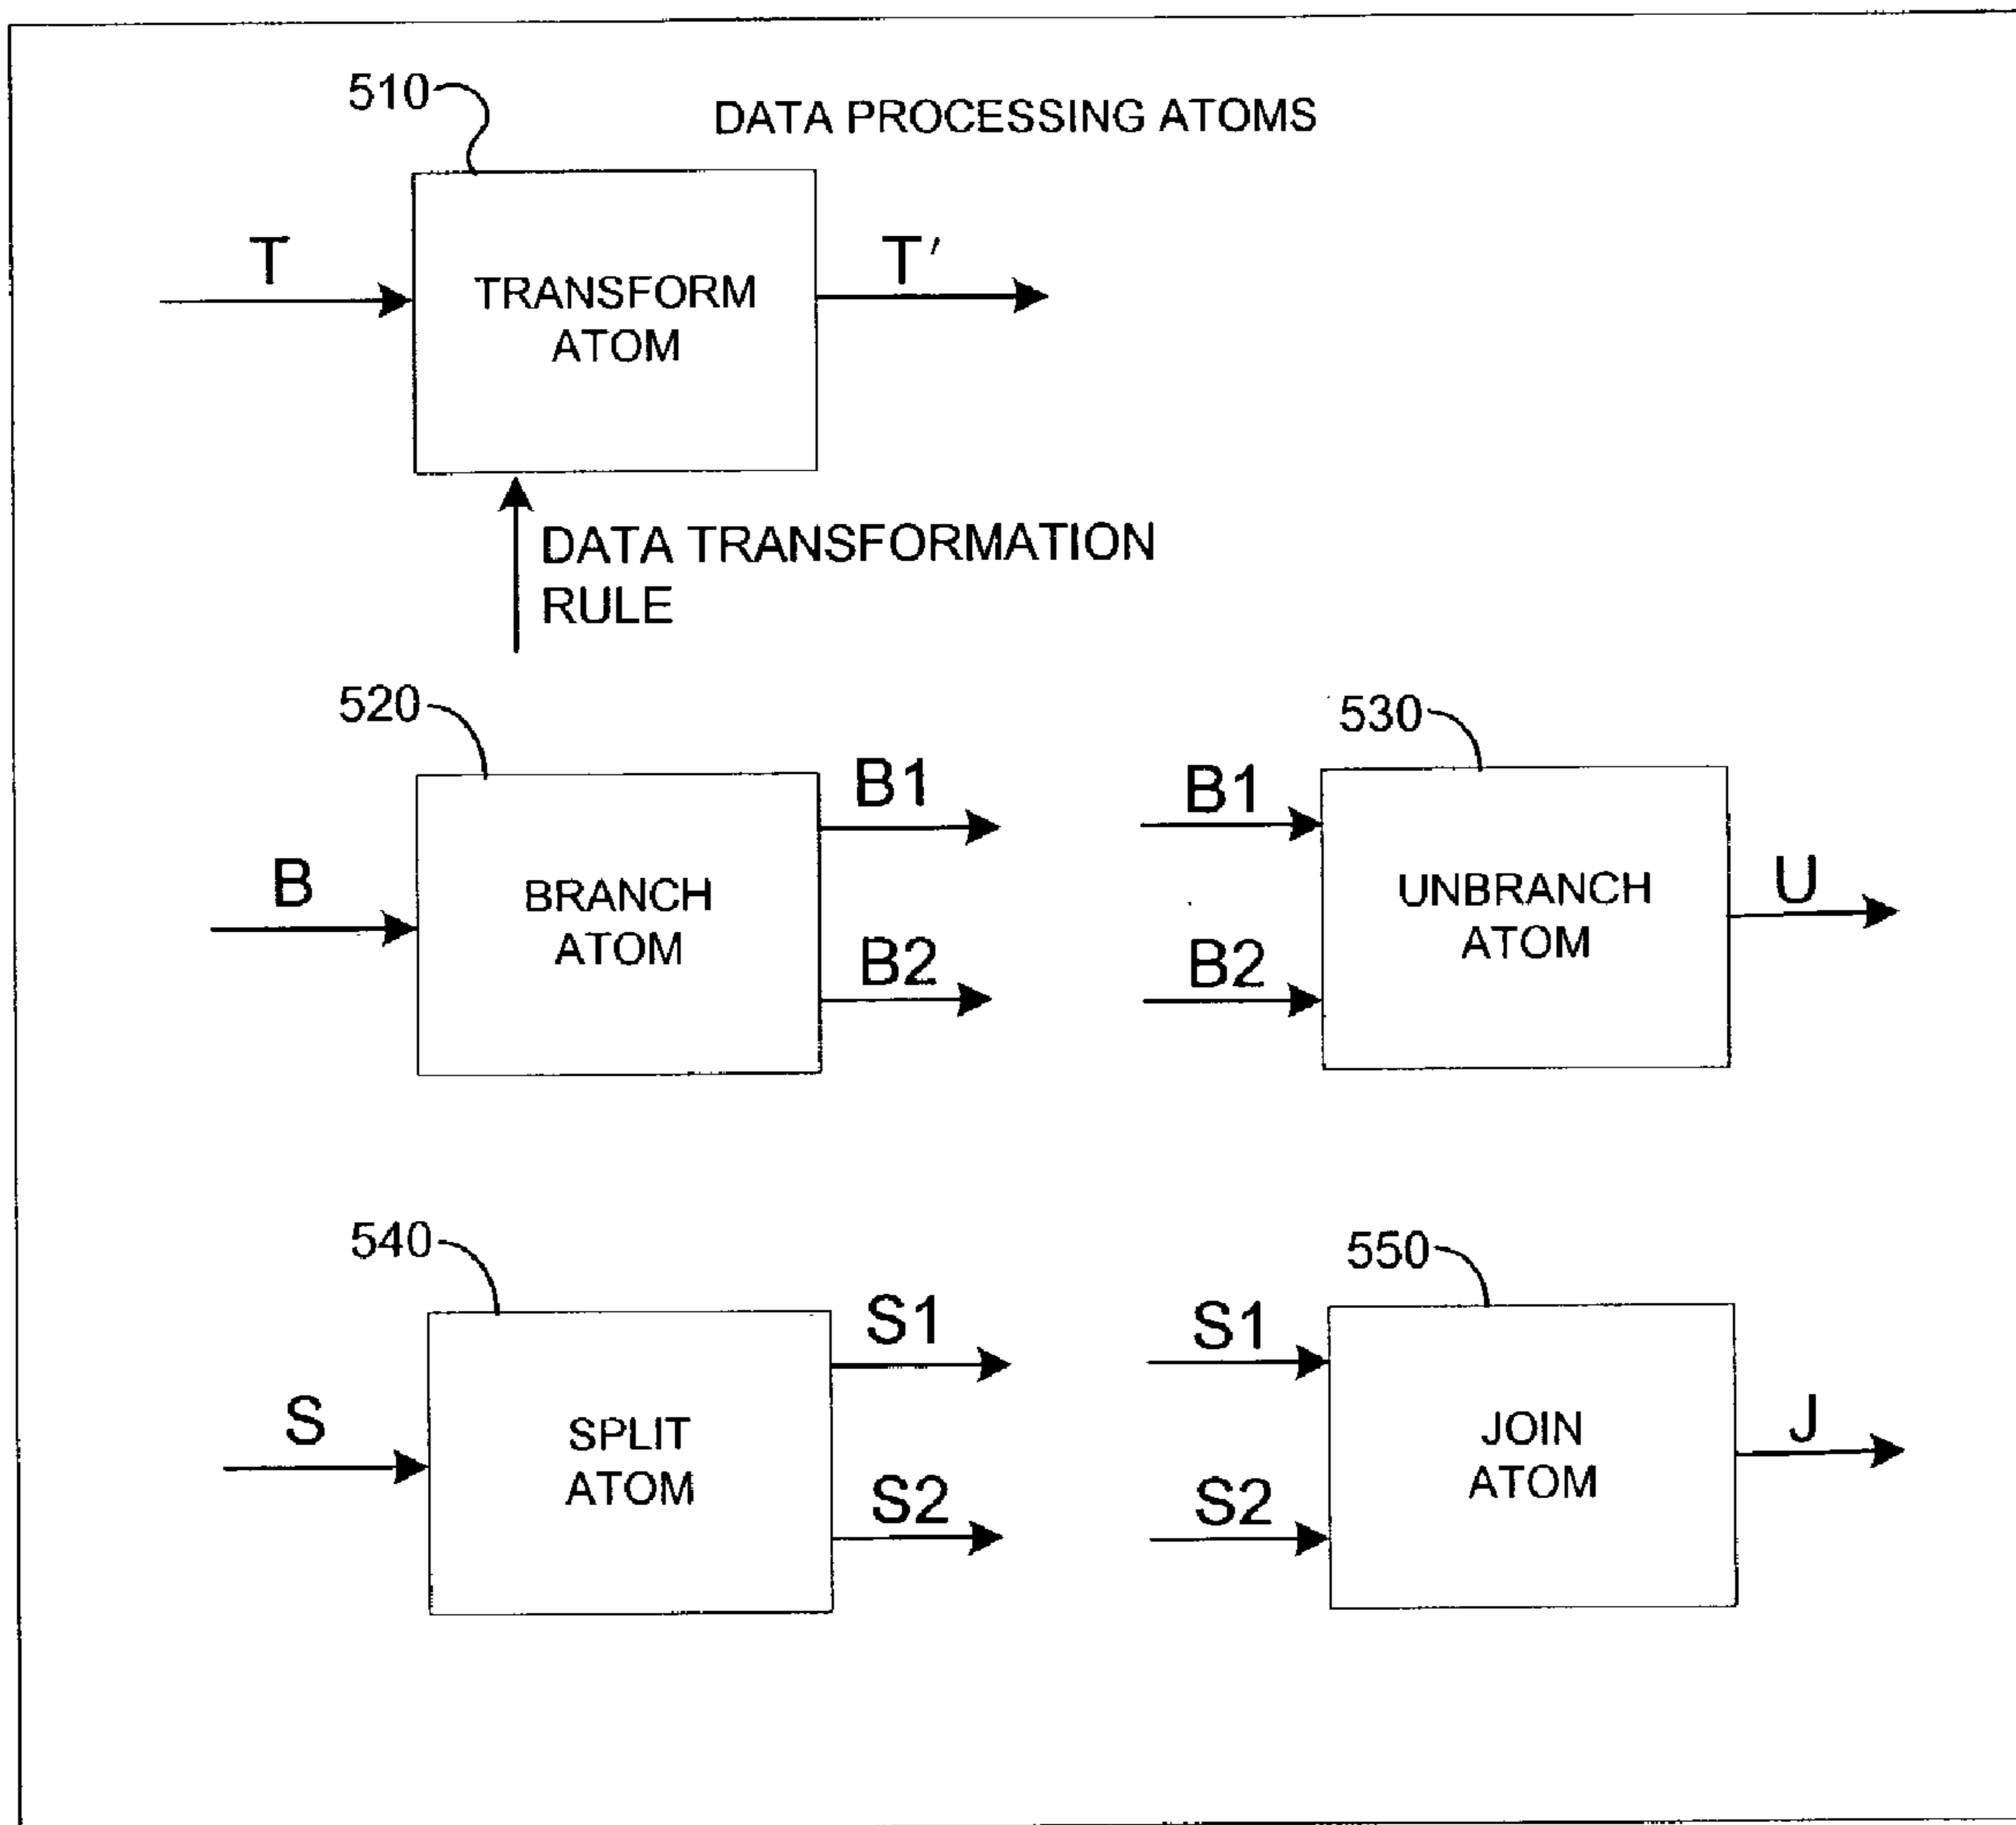 510
DATA PROCESSING ATOMS
T
TRANSFORM
ATOM
T'
DATA TRANSFORMATION
RULE
520
B
BRANCH
ATOM
B1
B2
530
B1
B2
UNBRANCH
ATOM
U
540
S
SPLIT
ATOM
S1
S2
550
S1
S2
JOIN
ATOM
J